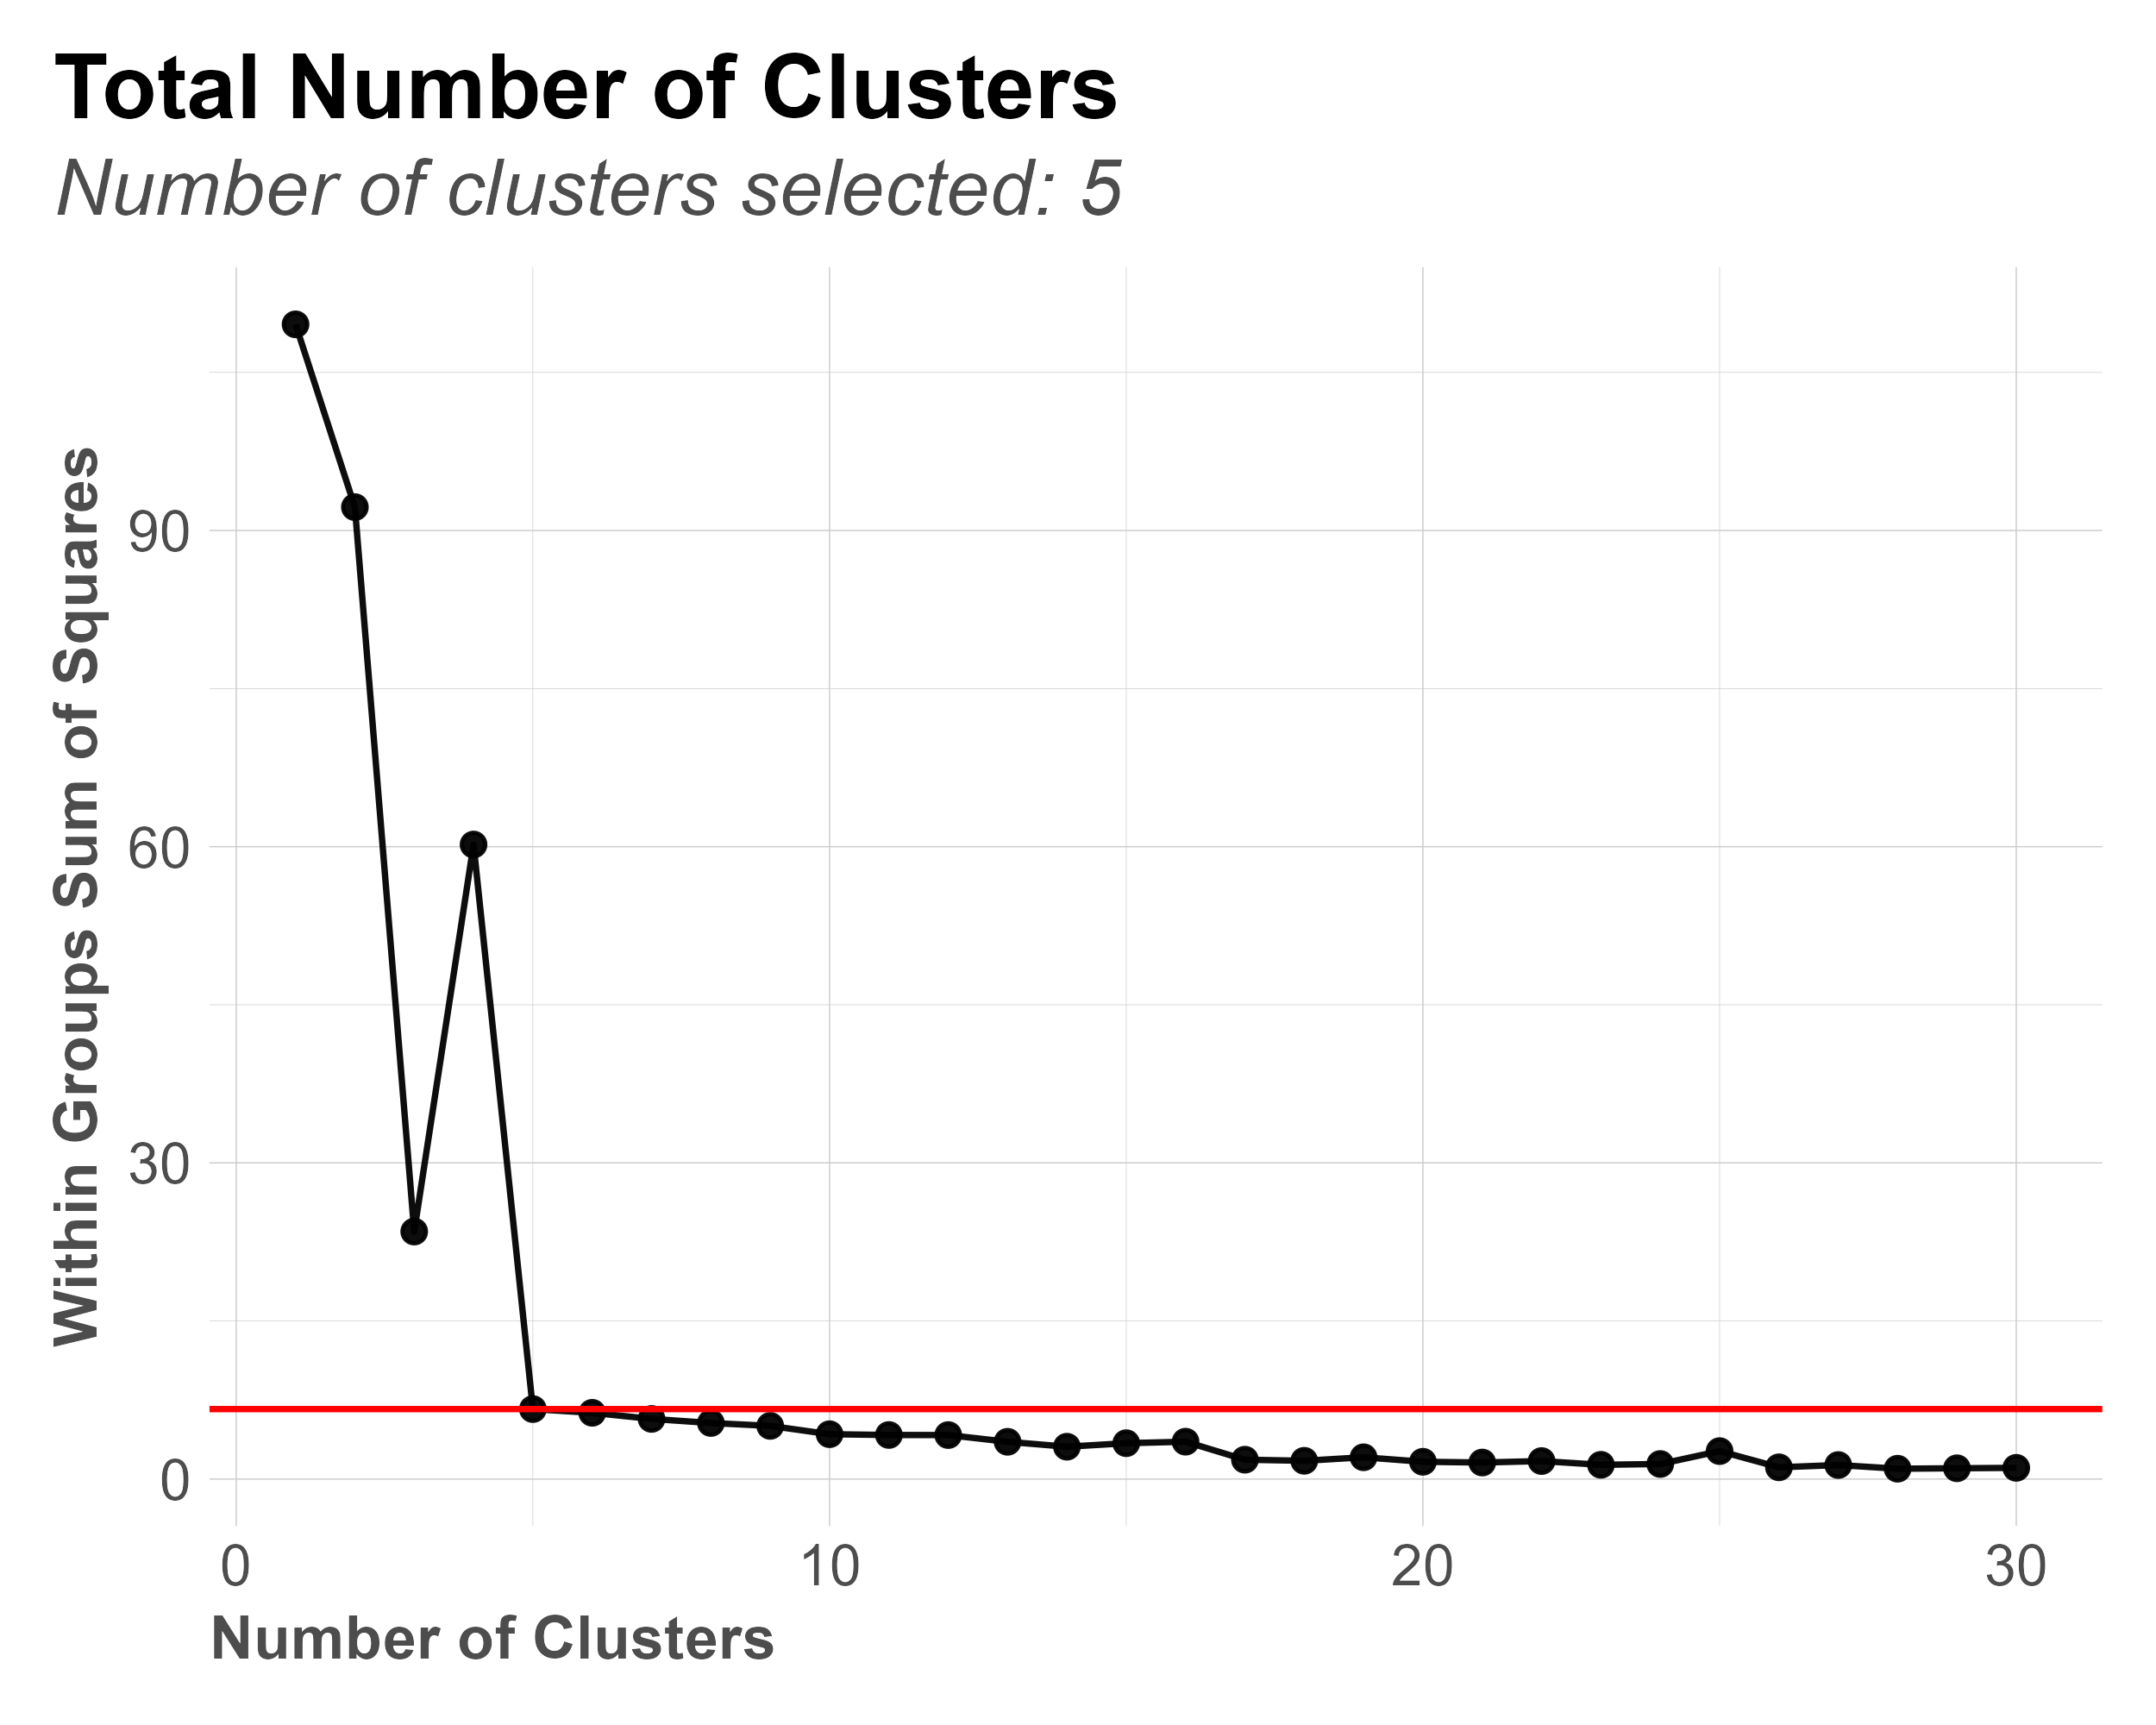 Total Number of Clusters
Number of clusters selected: 5
Within Groups Sum of Squares
90
60
30
0
0 10 20 30
Number of Clusters